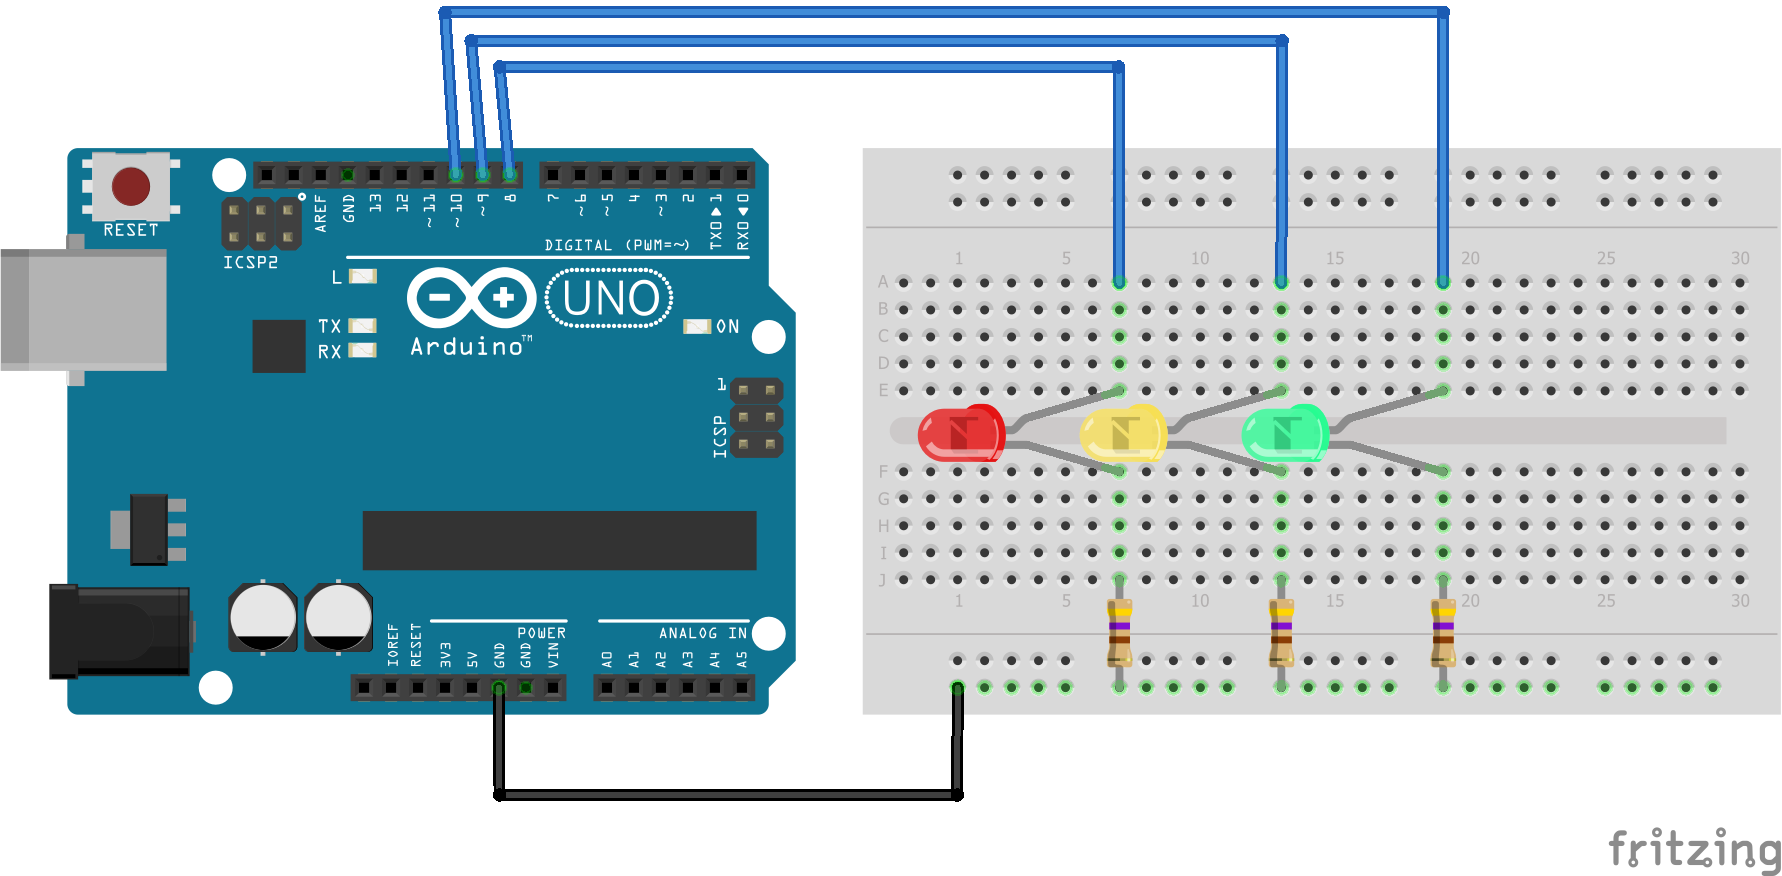 RESET
ICSP2
AREF
GND
13
12
~11
~10
~9
8
7
~6
~5
4
~3
2
TXD▶1
RXD◀0
DIGITAL (PWM=~)
L
TX
RX
UNO
ON
Arduino™
1
ICSP
IOREF
RESET
3V3
5V
GND
GND
VIN
POWER
ANALOG IN
A0
A1
A2
A3
A4
A5
1 5 10 15 20 25 30
A
B
C
D
E
F
G
H
I
J
1 5 10 15 20 25 30
fritzing